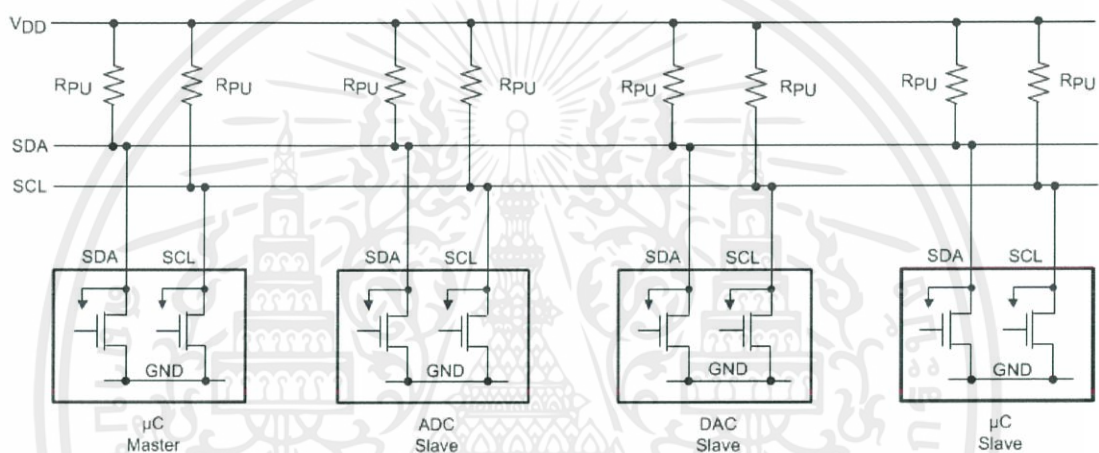 VDD
RPU RPU RPU RPU RPU RPU RPU RPU
SDA
SCL
SDA SCL SDA SCL SDA SCL SDA SCL
GND GND GND GND
µC
Master
ADC
Slave
DAC
Slave
µC
Slave